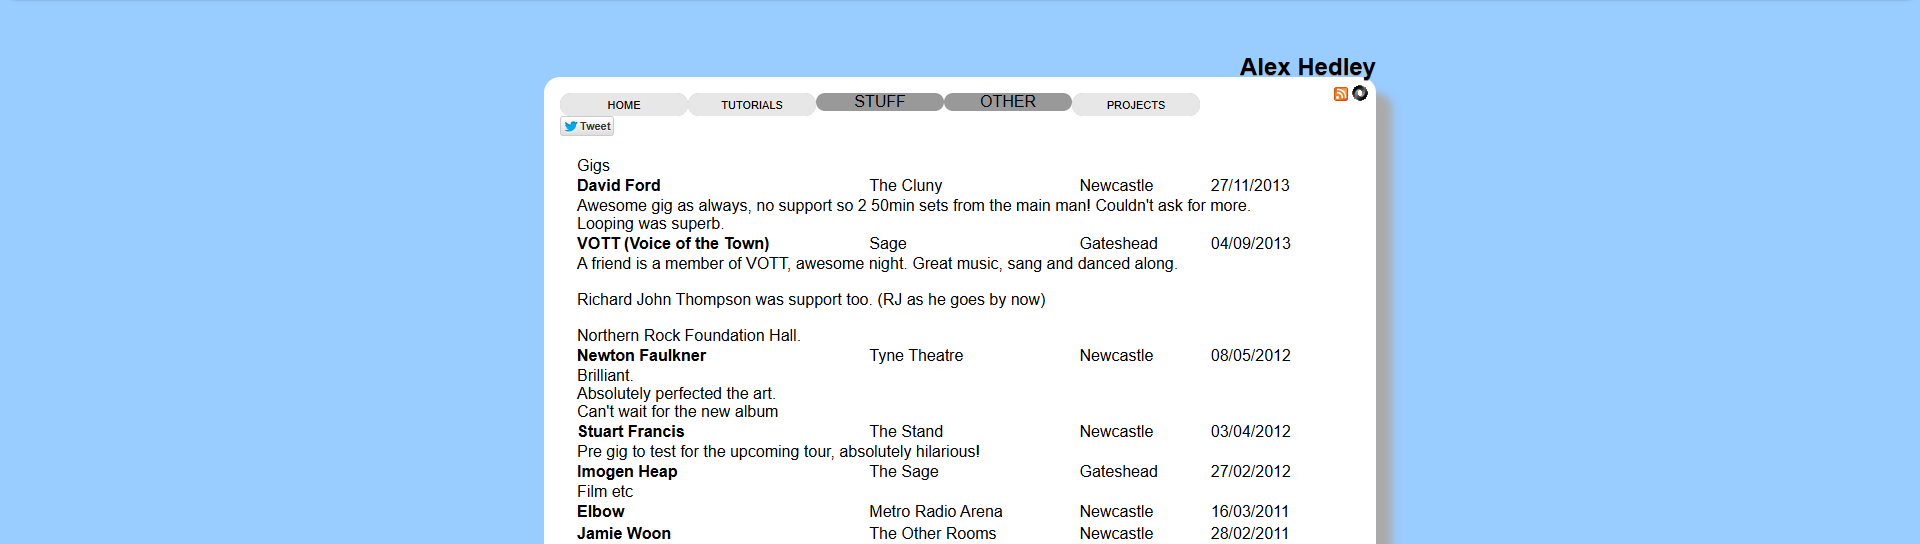 Alex Hedley
HOME TUTORIALS STUFF OTHER PROJECTS
Tweet
Gigs
David Ford The Cluny Newcastle 27/11/2013
Awesome gig as always, no support so 2 50min sets from the main man! Couldn't ask for more.
Looping was superb.
VOTT (Voice of the Town) Sage Gateshead 04/09/2013
A friend is a member of VOTT, awesome night. Great music, sang and danced along.
Richard John Thompson was support too. (RJ as he goes by now)
Northern Rock Foundation Hall.
Newton Faulkner Tyne Theatre Newcastle 08/05/2012
Brilliant.
Absolutely perfected the art.
Can't wait for the new album
Stuart Francis The Stand Newcastle 03/04/2012
Pre gig to test for the upcoming tour, absolutely hilarious!
Imogen Heap The Sage Gateshead 27/02/2012
Film etc
Elbow Metro Radio Arena Newcastle 16/03/2011
Jamie Woon The Other Rooms Newcastle 28/02/2011